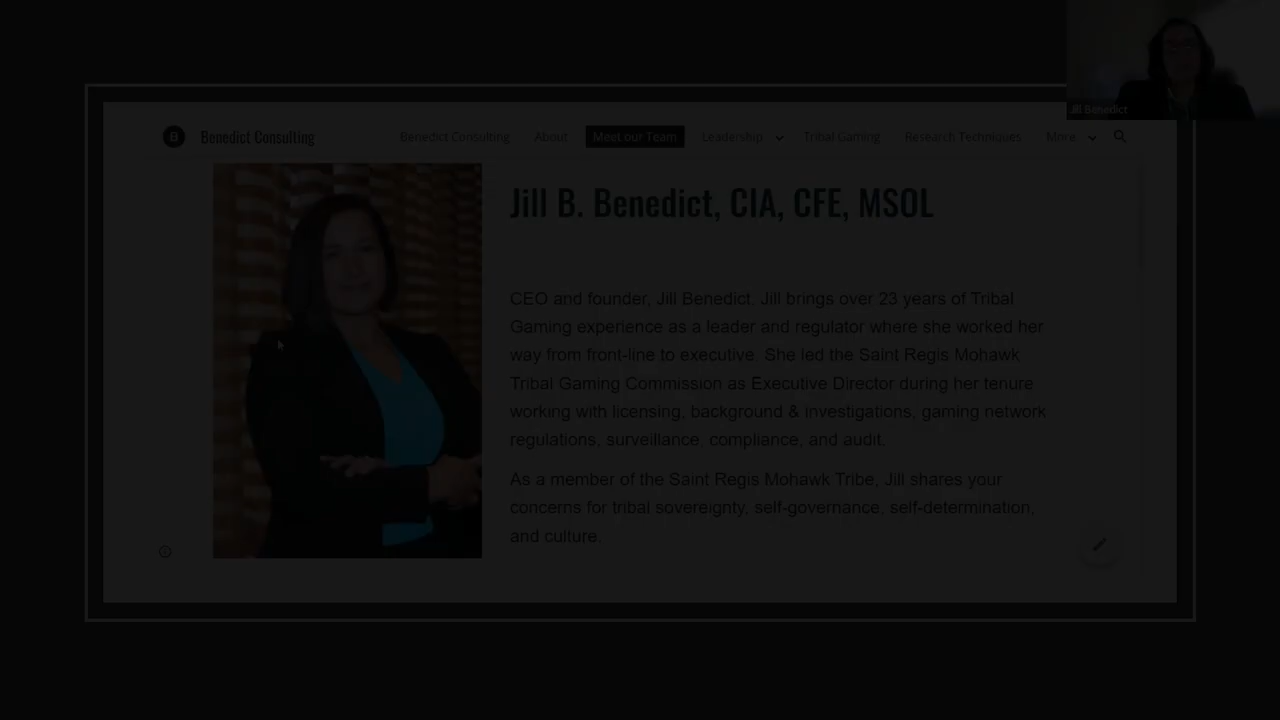 Jill Benedict
B Benedict Consulting Benedict Consulting About Meet our Team Leadership Tribal Gaming Research Techniques More
Jill B. Benedict, CIA, CFE, MSOL
CEO and founder, Jill Benedict. Jill brings over 23 years of Tribal
Gaming experience as a leader and regulator where she worked her
way from front-line to executive. She led the Saint Regis Mohawk
Tribal Gaming Commission as Executive Director during her tenure
working with licensing, background & investigations, gaming network
regulations, surveillance, compliance, and audit.
As a member of the Saint Regis Mohawk Tribe, Jill shares your
concerns for tribal sovereignty, self-governance, self-determination,
and culture.